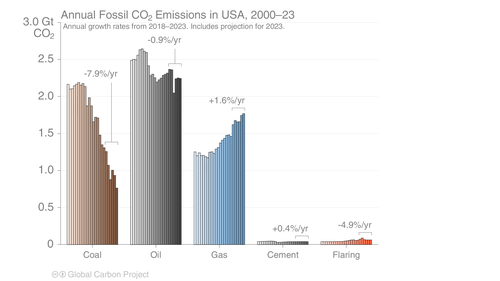 Annual Fossil CO₂ Emissions in USA, 2000–23
Annual growth rates from 2018–2023. Includes projection for 2023.
3.0 Gt
CO₂
2.5
2.0
1.5
1.0
0.5
0
-7.9%/yr
-0.9%/yr
+1.6%/yr
+0.4%/yr
-4.9%/yr
Coal
Oil
Gas
Cement
Flaring
Global Carbon Project